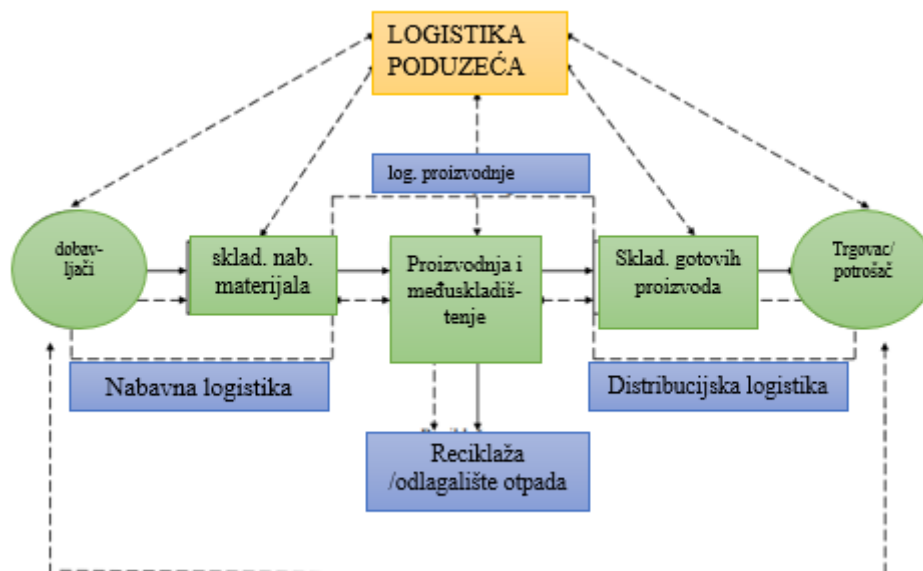 LOGISTIKA
PODUZEĆA
log. proizvodnje
dobav-
ljači
sklad. nab.
materijala
Proizvodnja i
međuskladiš-
tenje
Sklad. gotovih
proizvoda
Trgovac/
potrošač
Nabavna logistika
Distribucijska logistika
Reciklaža
/odlagalište otpada